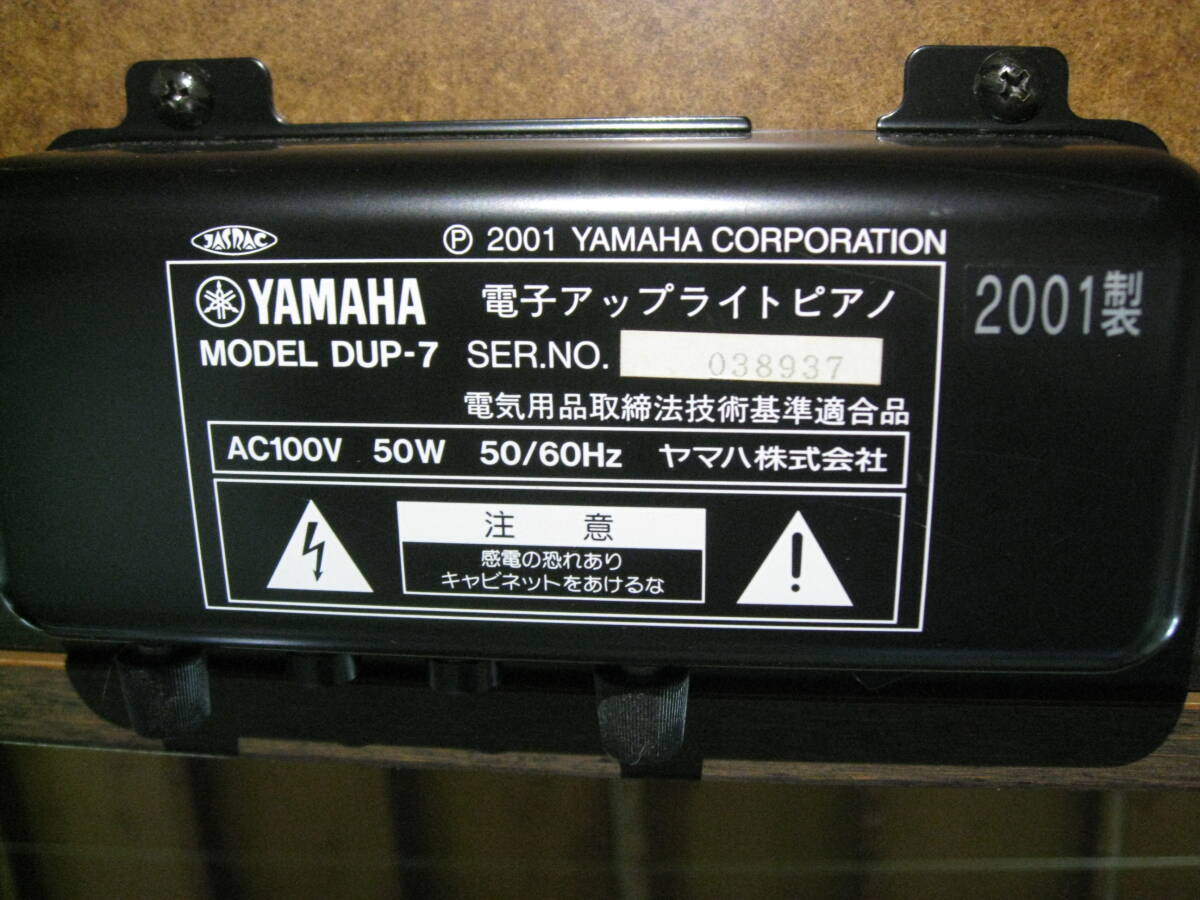 JASRAC
Ⓟ 2001 YAMAHA CORPORATION
YAMAHA 電子アップライトピアノ
2001製
MODEL DUP-7 SER.NO. 038937
電気用品取締法技術基準適合品
AC100V 50W 50/60Hz ヤマハ株式会社
注 意
感電の恐れあり
キャビネットをあけるな